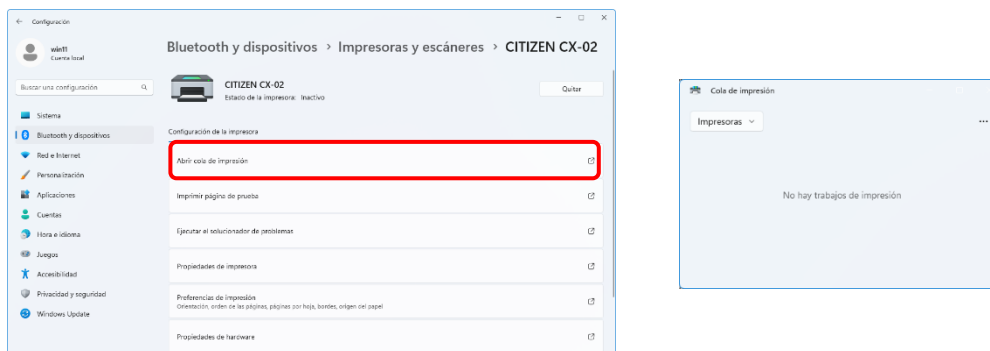 Configuración
win11
Cuenta local
Buscar una configuración
Sistema
Bluetooth y dispositivos
Red e Internet
Personalización
Aplicaciones
Cuentas
Hora e idioma
Juegos
Accesibilidad
Privacidad y seguridad
Windows Update
Bluetooth y dispositivos > Impresoras y escáneres > CITIZEN CX-02
CITIZEN CX-02
Estado de la impresora: Inactivo
Quitar
Configuración de la impresora
Abrir cola de impresión
Imprimir página de prueba
Ejecutar el solucionador de problemas
Propiedades de impresora
Preferencias de impresión
Orientación, orden de las páginas, páginas por hoja, bordes, origen del papel
Propiedades de hardware
Cola de impresión
Impresoras
No hay trabajos de impresión